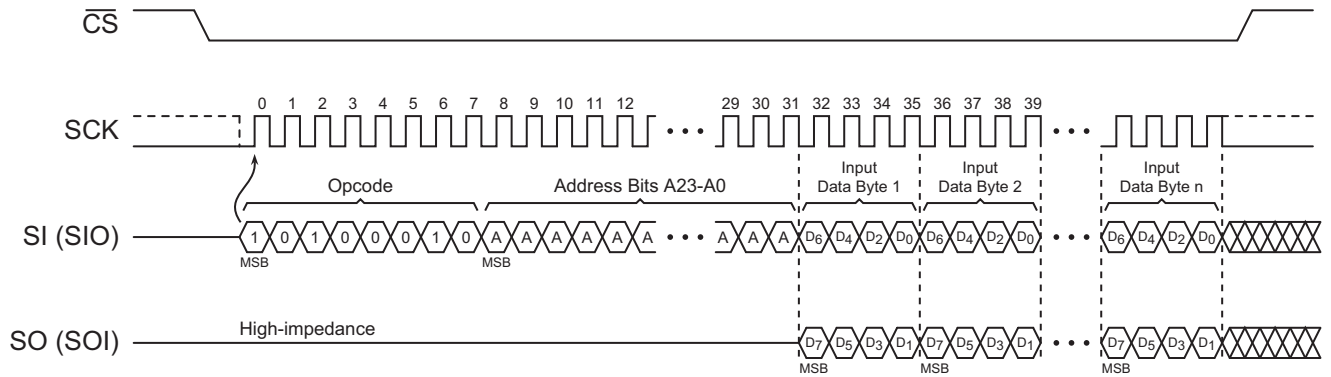 CS
0 1 2 3 4 5 6 7 8 9 10 11 12 29 30 31 32 33 34 35 36 37 38 39
SCK
Opcode Address Bits A23-A0 Input Data Byte 1 Input Data Byte 2 Input Data Byte n
SI (SIO) 1 0 1 0 0 0 1 0 A A A A A A A A A D6 D4 D2 D0 D6 D4 D2 D0 D6 D4 D2 D0
MSB MSB
High-impedance
SO (SOI) D7 D5 D3 D1 D7 D5 D3 D1 D7 D5 D3 D1
MSB MSB MSB